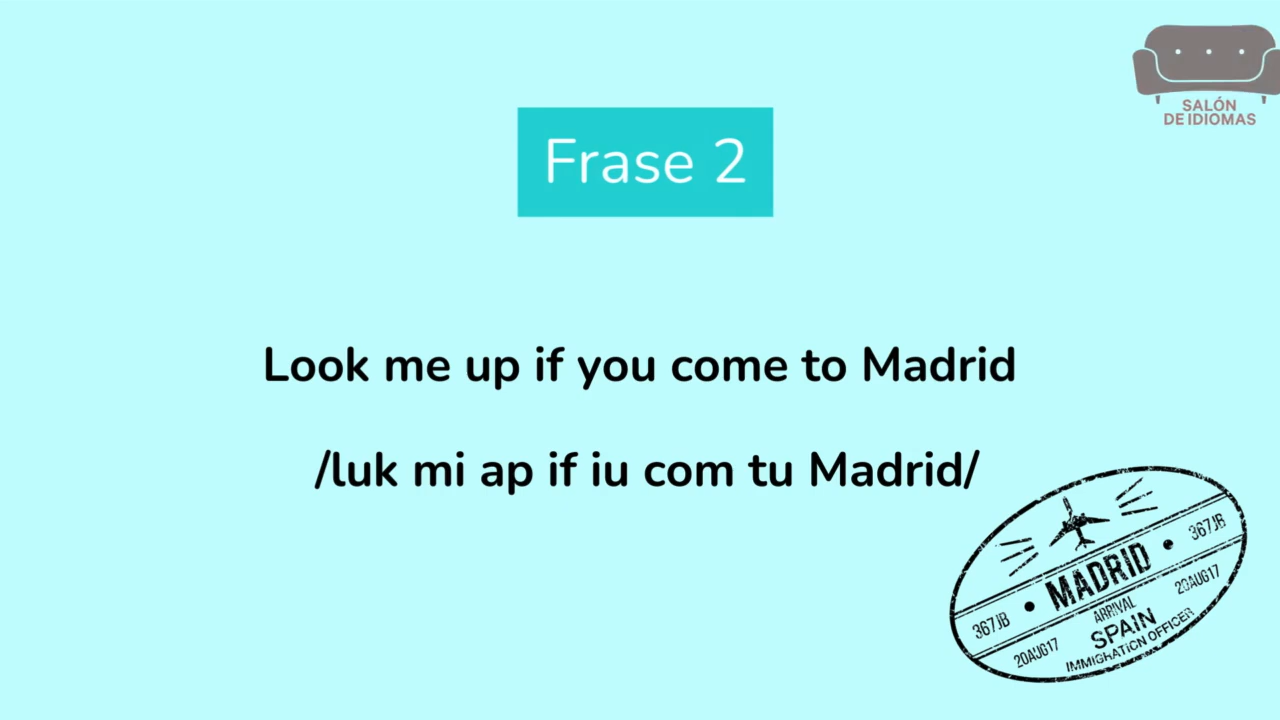 SALÓN
DE IDIOMAS
Frase 2
Look me up if you come to Madrid
/luk mi ap if iu com tu Madrid/
367JB • MADRID • 367JB
20AUG17 ARRIVAL 20AUG17
SPAIN
IMMIGRATION OFFICER